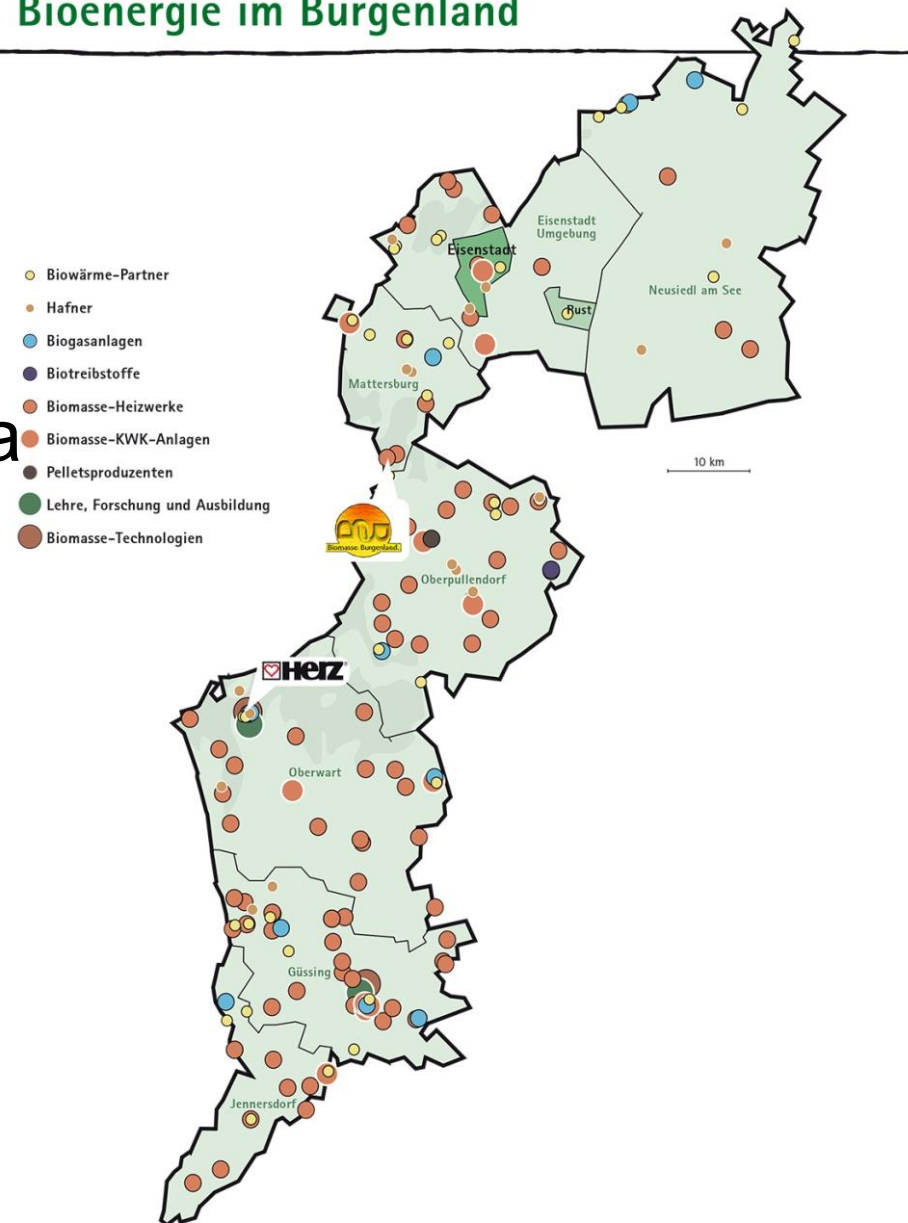 Bioenergie im Burgenland
Biowärme-Partner
Hafner
Biogasanlagen
Biotreibstoffe
Biomasse-Heizwerke
a
Biomasse-KWK-Anlagen
Pelletsproduzenten
Lehre, Forschung und Ausbildung
Biomasse-Technologien
Eisenstadt
Umgebung
Eisenstadt
Neusiedl am See
Rust
Mattersburg
10 km
Biomasse Burgenland
Oberpullendorf
HERZ
Oberwart
Güssing
Jennersdorf